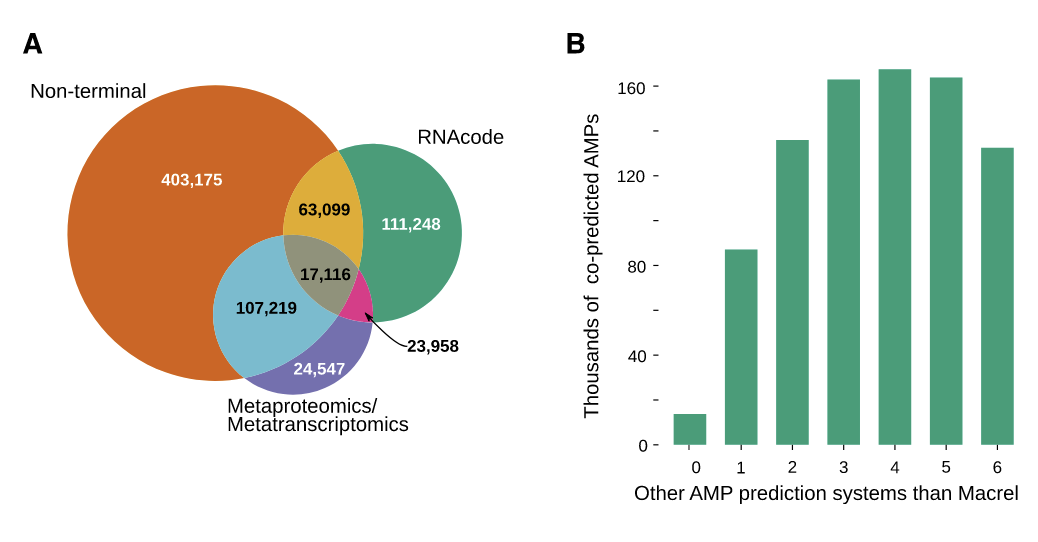 A
Non-terminal
RNAcode
403,175
63,099
111,248
17,116
107,219
23,958
24,547
Metaproteomics/
Metatranscriptomics
B
Thousands of co-predicted AMPs
160
120
80
40
0
0 1 2 3 4 5 6
Other AMP prediction systems than Macrel